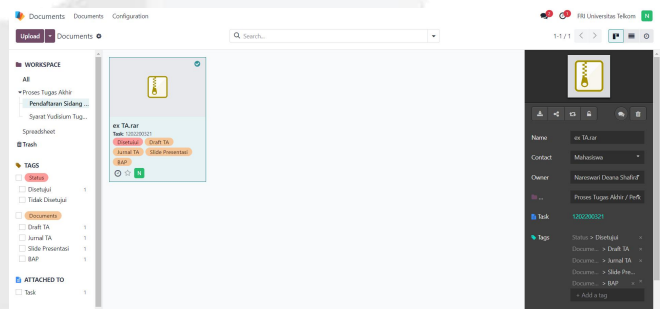 Documents Documents Configuration
2 FRI Universitas Telkom N
Upload Documents
Search...
1-1 / 1
WORKSPACE
All
Proses Tugas Akhir
Pendaftaran Sidang ...
Syarat Yudisium Tug...
Spreadsheet
Trash
TAGS
Status
Disetujui 1
Tidak Disetujui
Documents
Draft TA 1
Jurnal TA 1
Slide Presentasi 1
BAP 1
ATTACHED TO
Task 1
ex TA.rar
Task: 1202200321
Disetujui Draft TA
Jurnal TA Slide Presentasi
BAP
N
Name ex TA.rar
Contact Mahasiswa
Owner Nareswari Deana Shafira
... Proses Tugas Akhir /
Task 1202200321
Tags Status > Disetujui ×
Docume... > Draft TA ×
Docume... > Jurnal TA ×
Docume... > Slide Pre...
Docume... > BAP ×
+ Add a tag